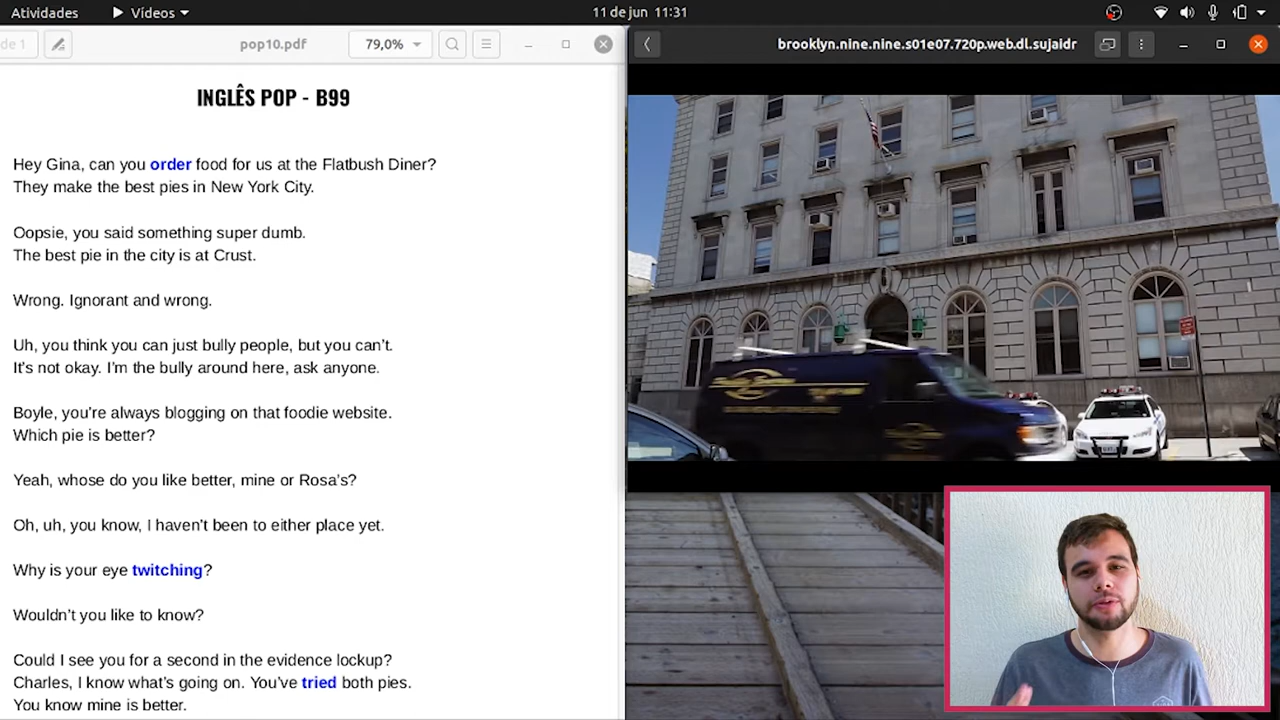 Atividades
Vídeos
11 de jun 11:31
de 1
pop10.pdf
79,0%
brooklyn.nine.nine.s01e07.720p.web.dl.sujaidr
INGLÊS POP - B99
Hey Gina, can you order food for us at the Flatbush Diner?
They make the best pies in New York City.
Oopsie, you said something super dumb.
The best pie in the city is at Crust.
Wrong. Ignorant and wrong.
Uh, you think you can just bully people, but you can't.
It's not okay. I'm the bully around here, ask anyone.
Boyle, you're always blogging on that foodie website.
Which pie is better?
Yeah, whose do you like better, mine or Rosa's?
Oh, uh, you know, I haven't been to either place yet.
Why is your eye twitching?
Wouldn't you like to know?
Could I see you for a second in the evidence lockup?
Charles, I know what's going on. You've tried both pies.
You know mine is better.